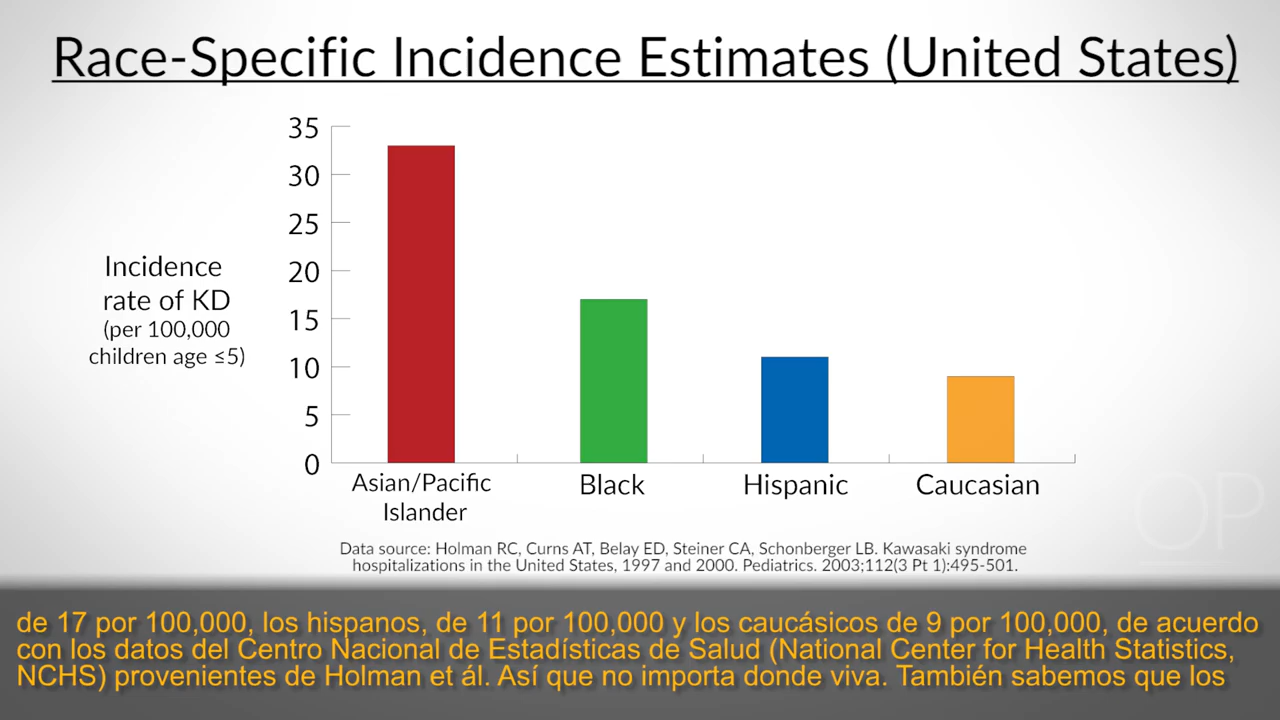 Race-Specific Incidence Estimates (United States)
35
30
25
20
15
10
5
0
Incidence
rate of KD
(per 100,000
children age ≤5)
Asian/Pacific
Islander
Black
Hispanic
Caucasian
Data source: Holman RC, Curns AT, Belay ED, Steiner CA, Schonberger LB. Kawasaki syndrome
hospitalizations in the United States, 1997 and 2000. Pediatrics. 2003;112(3 Pt 1):495-501.
OP
de 17 por 100,000, los hispanos, de 11 por 100,000 y los caucásicos de 9 por 100,000, de acuerdo
con los datos del Centro Nacional de Estadísticas de Salud (National Center for Health Statistics,
NCHS) provenientes de Holman et ál. Así que no importa donde viva. También sabemos que los